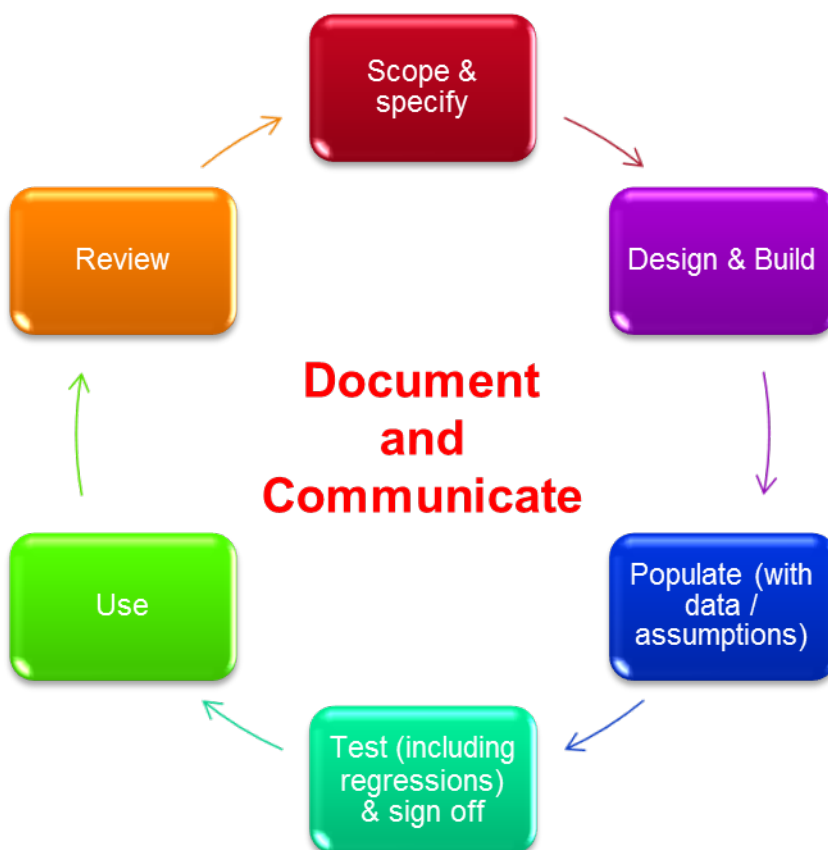 Scope &
specify
Design & Build
Populate (with
data /
assumptions)
Test (including
regressions)
& sign off
Use
Review
Document
and
Communicate